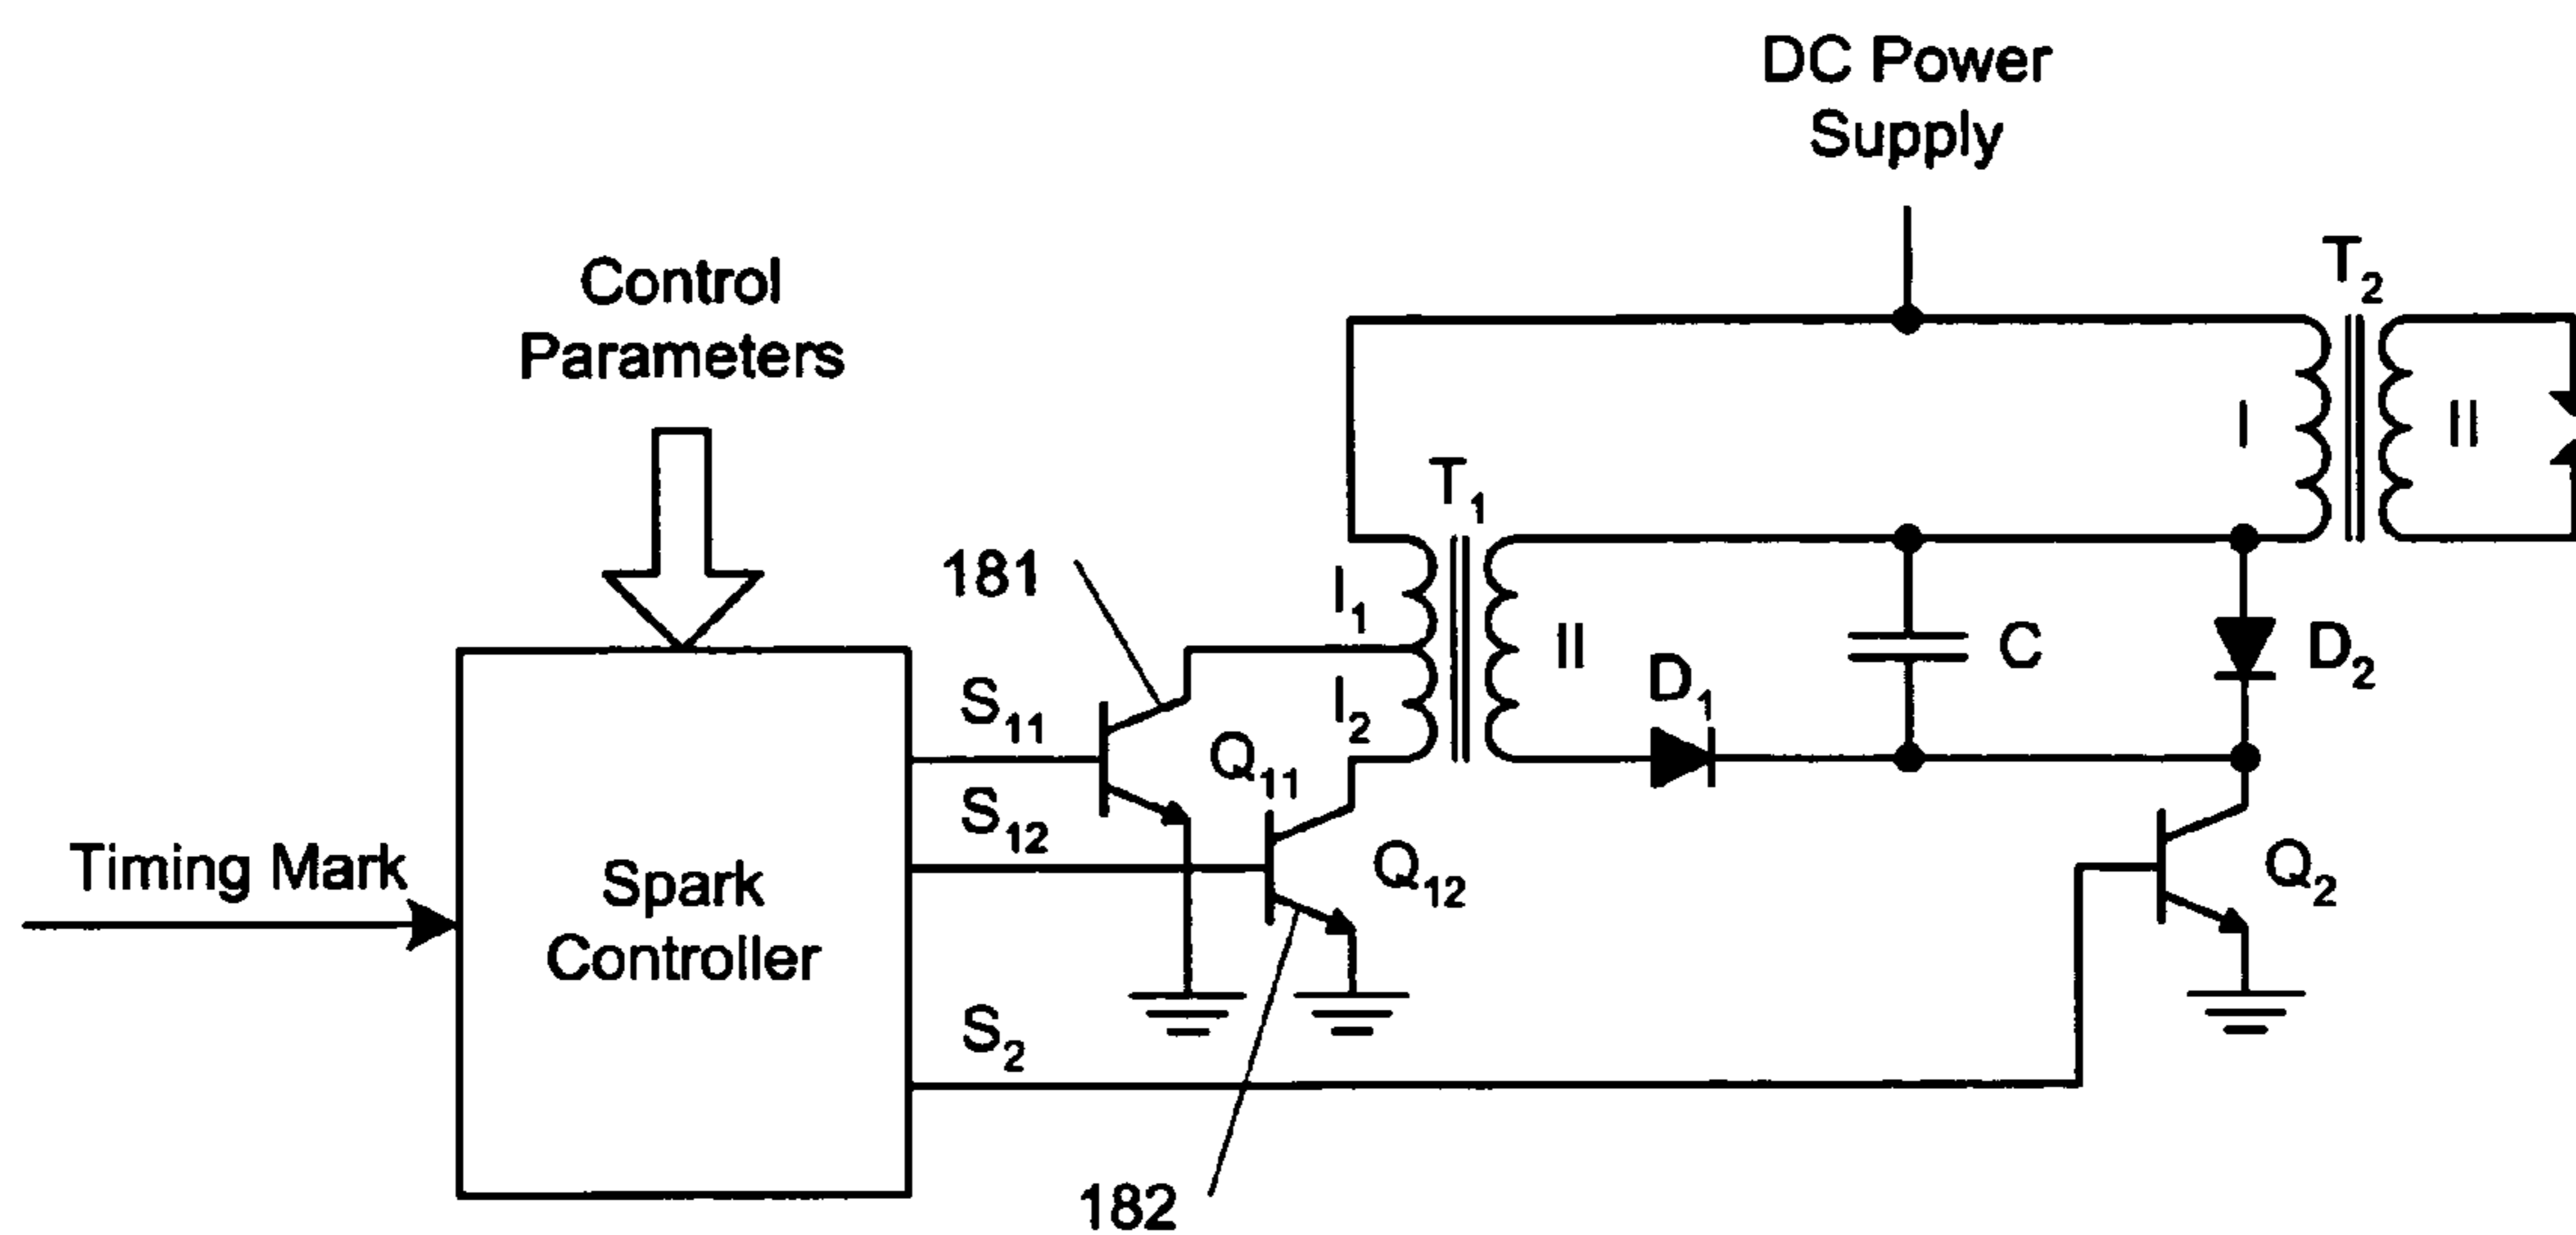 DC Power
Supply
T2
Control
Parameters
I
II
T1
181
I1
II
C
D2
D1
S11
I2
Q11
S12
Timing Mark
Spark
Controller
Q12
Q2
S2
182